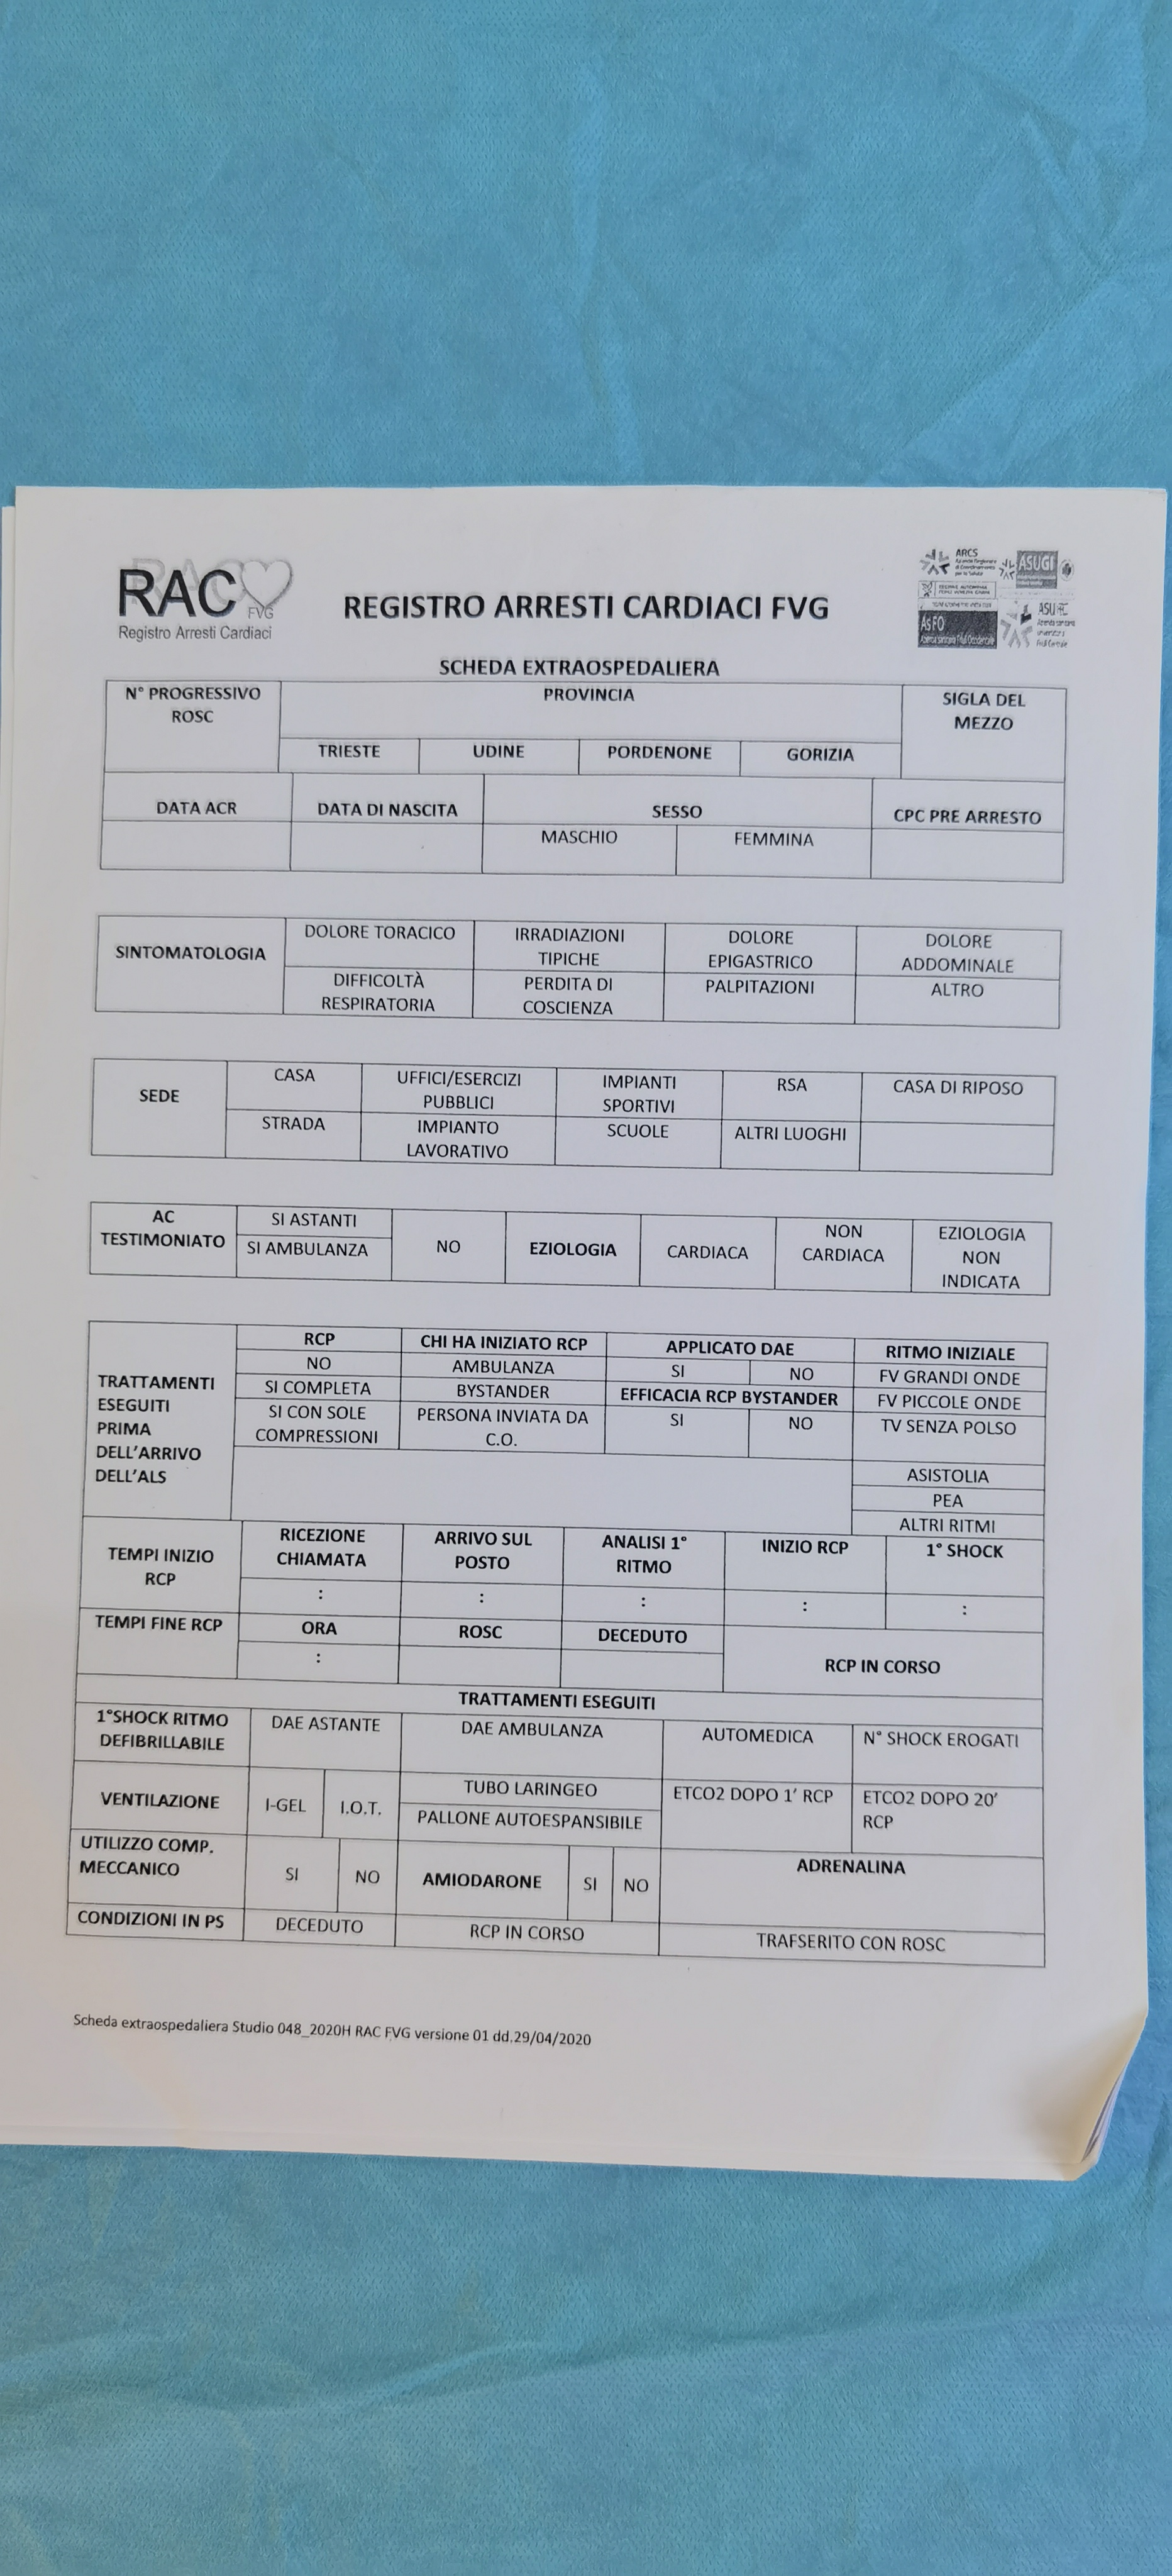 RAC
FVG
Registro Arresti Cardiaci
REGISTRO ARRESTI CARDIACI FVG
ARCS
ASUGI
AsFO
SCHEDA EXTRAOSPEDALIERA
N° PROGRESSIVO
ROSC
PROVINCIA
SIGLA DEL
MEZZO
TRIESTE UDINE PORDENONE GORIZIA
DATA ACR DATA DI NASCITA SESSO CPC PRE ARRESTO
MASCHIO FEMMINA
SINTOMATOLOGIA
DOLORE TORACICO
IRRADIAZIONI
TIPICHE
DOLORE
EPIGASTRICO
DOLORE
ADDOMINALE
DIFFICOLTÀ
RESPIRATORIA
PERDITA DI
COSCIENZA
PALPITAZIONI
ALTRO
SEDE
CASA
UFFICI/ESERCIZI
PUBBLICI
IMPIANTI
SPORTIVI
RSA
CASA DI RIPOSO
STRADA
IMPIANTO
LAVORATIVO
SCUOLE
ALTRI LUOGHI
AC
TESTIMONIATO
SI ASTANTI
SI AMBULANZA
NO
EZIOLOGIA
CARDIACA
NON
CARDIACA
EZIOLOGIA
NON
INDICATA
TRATTAMENTI
ESEGUITI
PRIMA
DELL'ARRIVO
DELL'ALS
RCP
NO
SI COMPLETA
SI CON SOLE
COMPRESSIONI
CHI HA INIZIATO RCP
AMBULANZA
BYSTANDER
PERSONA INVIATA DA
C.O.
APPLICATO DAE
SI NO
EFFICACIA RCP BYSTANDER
SI NO
RITMO INIZIALE
FV GRANDI ONDE
FV PICCOLE ONDE
TV SENZA POLSO
ASISTOLIA
PEA
ALTRI RITMI
TEMPI INIZIO
RCP
RICEZIONE
CHIAMATA
ARRIVO SUL
POSTO
ANALISI 1°
RITMO
INIZIO RCP
1° SHOCK
: : : : :
TEMPI FINE RCP
ORA
:
ROSC
DECEDUTO
RCP IN CORSO
TRATTAMENTI ESEGUITI
1°SHOCK RITMO
DEFIBRILLABILE
DAE ASTANTE
DAE AMBULANZA
AUTOMEDICA
N° SHOCK EROGATI
VENTILAZIONE
I-GEL
I.O.T.
TUBO LARINGEO
PALLONE AUTOESPANSIBILE
ETCO2 DOPO 1' RCP
ETCO2 DOPO 20'
RCP
UTILIZZO COMP.
MECCANICO
SI
NO
AMIODARONE
SI
NO
ADRENALINA
CONDIZIONI IN PS
DECEDUTO
RCP IN CORSO
TRAFSERITO CON ROSC
Scheda extraospedaliera Studio 048_2020H RAC FVG versione 01 dd.29/04/2020